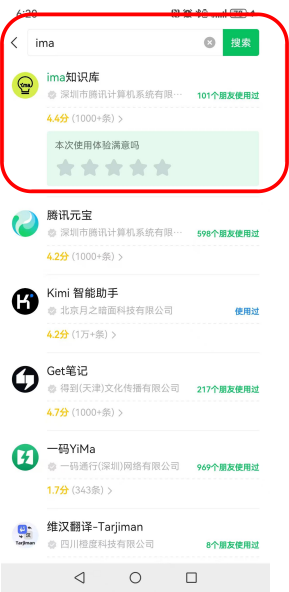 6:20
ima
搜索
ima知识库
深圳市腾讯计算机系统有限…
101个朋友使用过
4.4分 (1000+条) >
本次使用体验满意吗
腾讯元宝
深圳市腾讯计算机系统有限…
598个朋友使用过
4.2分 (1000+条) >
Kimi 智能助手
北京月之暗面科技有限公司
使用过
4.2分 (1万+条) >
Get笔记
得到(天津)文化传播有限公司
217个朋友使用过
4.7分 (1000+条) >
一码YiMa
一码通行(深圳)网络有限公司
969个朋友使用过
1.7分 (343条) >
维汉翻译-Tarjiman
Tarjiman
四川橙度科技有限公司
8个朋友使用过